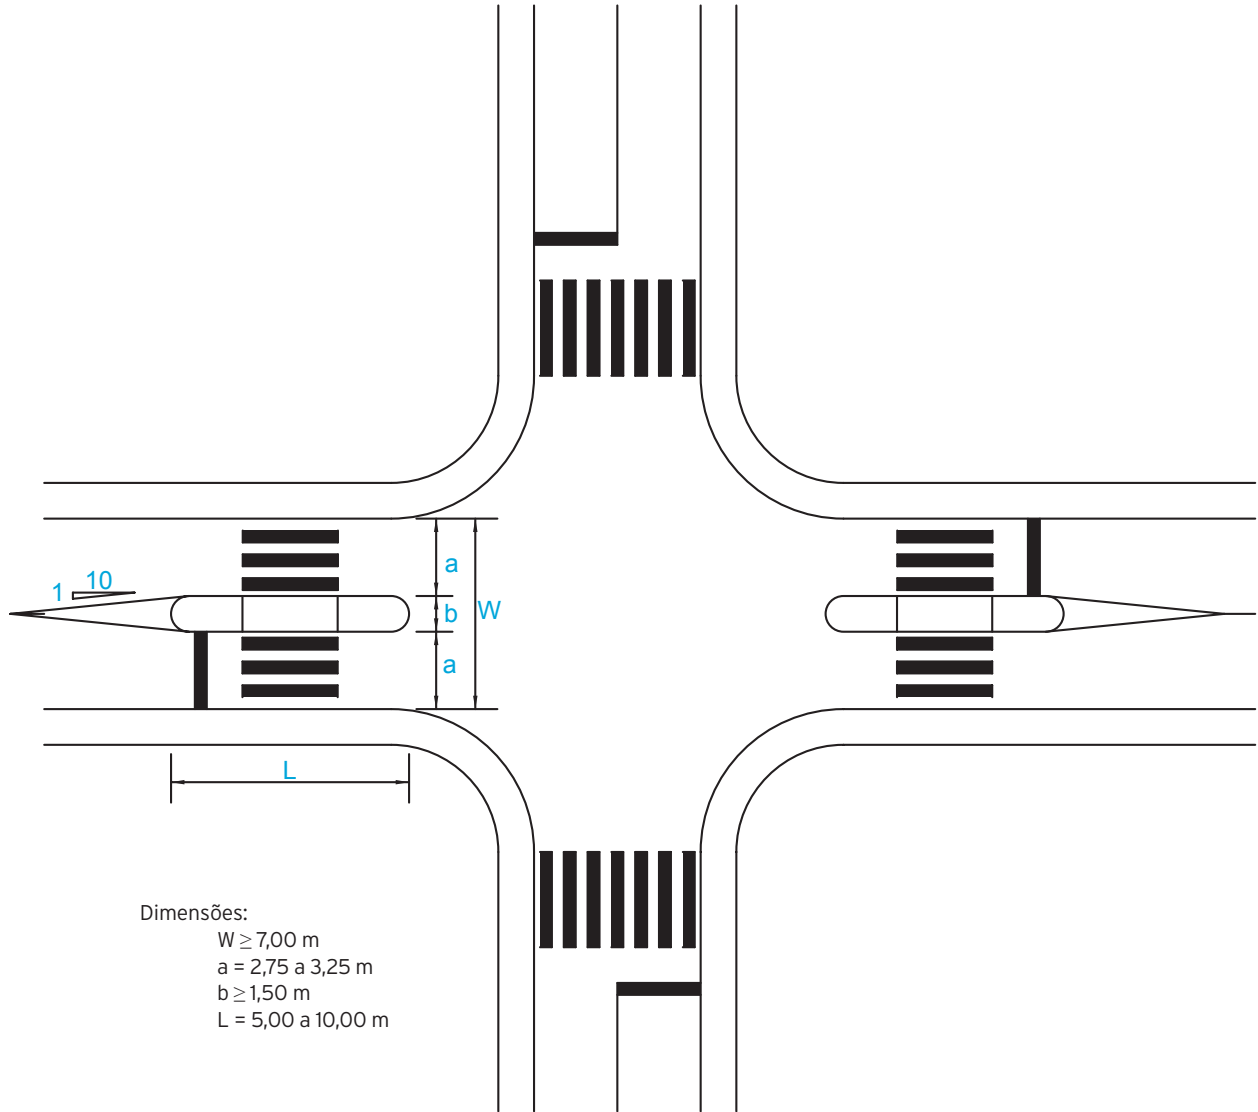 a
10
1
b
W
a
L
Dimensões:
W ≥ 7,00 m
a = 2,75 a 3,25 m
b ≥ 1,50 m
L = 5,00 a 10,00 m